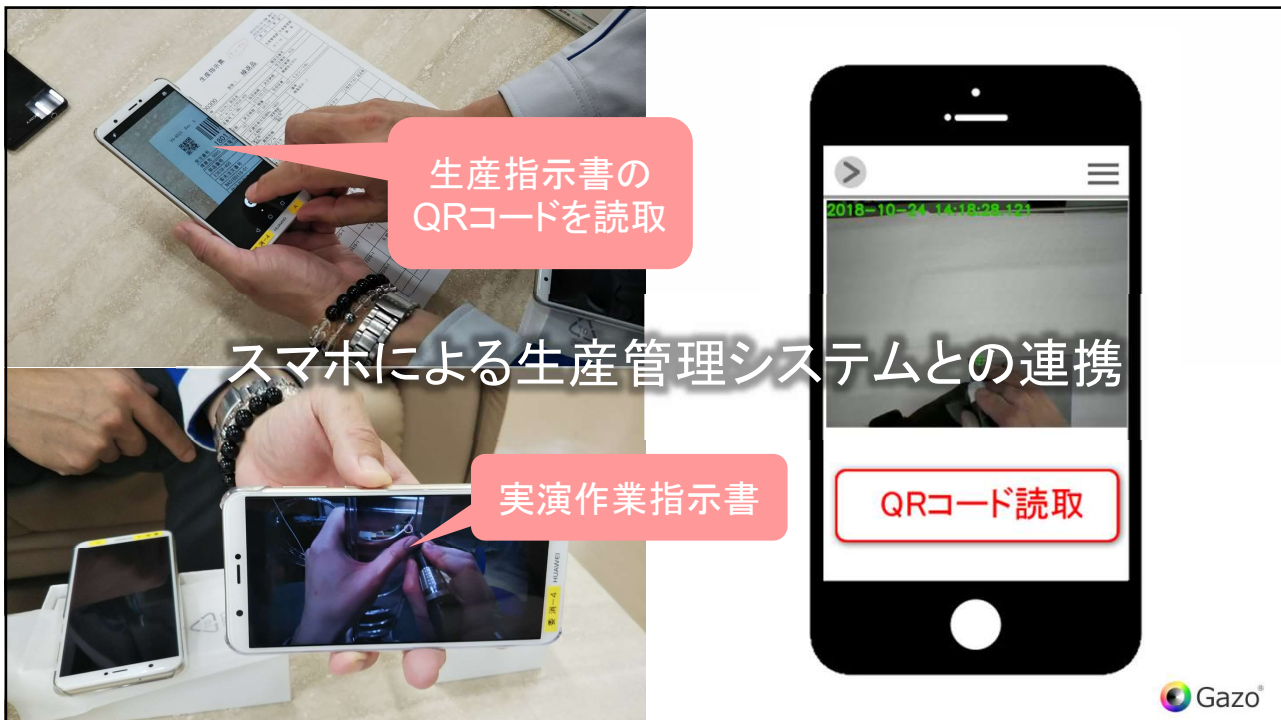 生産指示書の
QRコードを読取
スマホによる生産管理システムとの連携
実演作業指示書
HUAWEI
2018-10-24 14:18:28.121
QRコード読取
Gazo